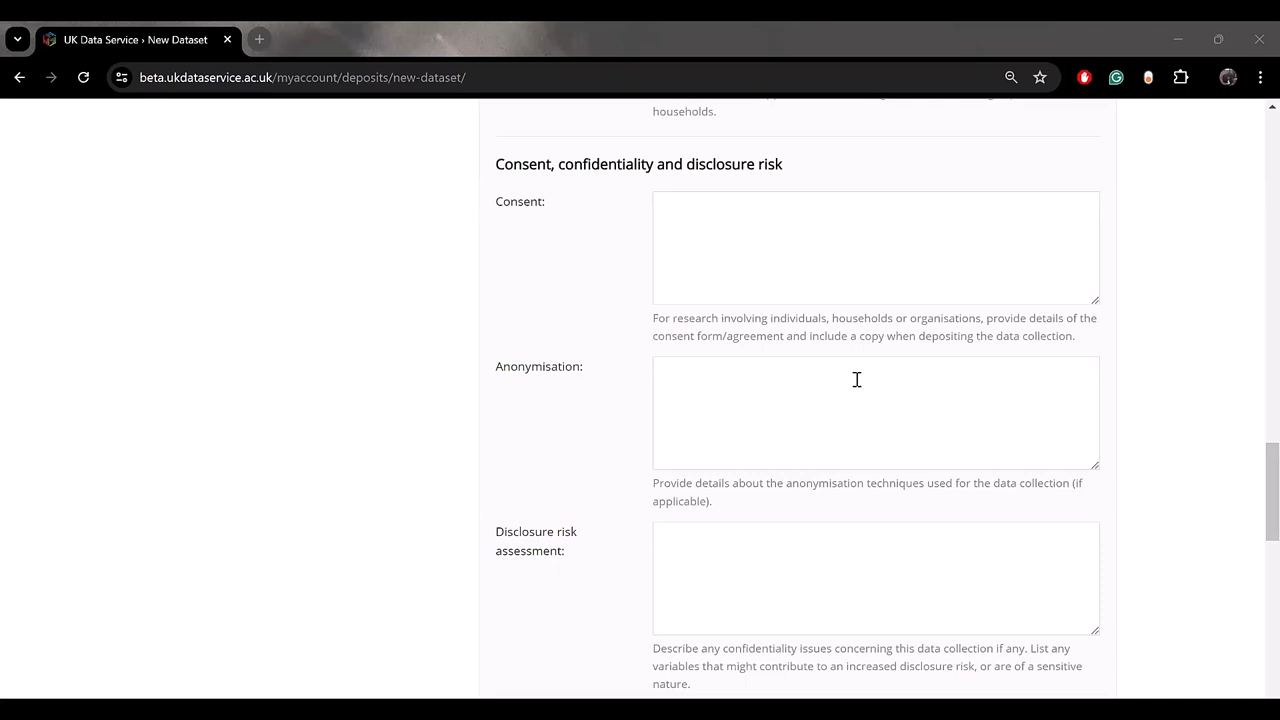 UK Data Service › New Dataset
beta.ukdataservice.ac.uk/myaccount/deposits/new-dataset/
households.
Consent, confidentiality and disclosure risk
Consent:
For research involving individuals, households or organisations, provide details of the
consent form/agreement and include a copy when depositing the data collection.
Anonymisation:
Provide details about the anonymisation techniques used for the data collection (if
applicable).
Disclosure risk
assessment:
Describe any confidentiality issues concerning this data collection if any. List any
variables that might contribute to an increased disclosure risk, or are of a sensitive
nature.